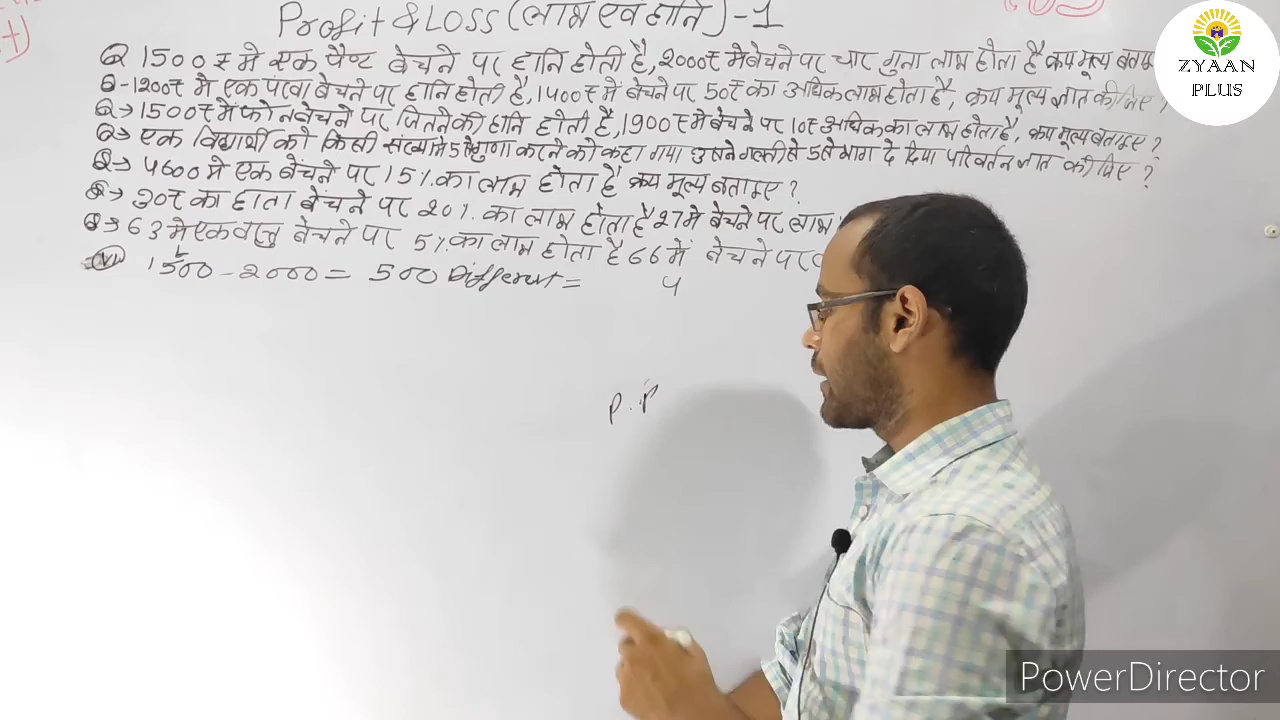 Profit & LOSS (लाभ एवं हानि) -1
ZYAAN
PLUS
Q 1500₹ मे एक पैण्ट बेचने पर हानि होती है, 2000₹ मे बेचने पर चार गुना लाभ होता है क्रय मूल्य
Q-1200₹ में एक पंखा बेचने पर हानि होती है, 1400₹ में बेचने पर 50₹ का अधिक लाभ होता है, क्रय मूल्य ज्ञात कीजिए ?
Q→1500₹ में फोन बेचने पर जितने की हानि होती है, 1900₹ मे बेचने पर 10₹ अधिक का लाभ होता है, क्रय मूल्य बताइए ?
Q→ एक विद्यार्थी को किसी संख्या में 5 से गुणा करने को कहा गया उसने गलती से 5 से भाग दे दिया परिवर्तन ज्ञात कीजिए ?
Q→ 4600 मे एक बेंचने पर 15%. का लाभ होता है क्रय मूल्य बताइए ?
Q→ 30₹ का छाता बेंचने पर 20%. का लाभ होता है 27 मे बेंचने पर लाभ
Q→ 63 मे एक वस्तु बेंचने पर 5%. का लाभ होता है 66 में बेचने पर
1500 - 2000 = 500 Different = 4
L
P. P
PowerDirector